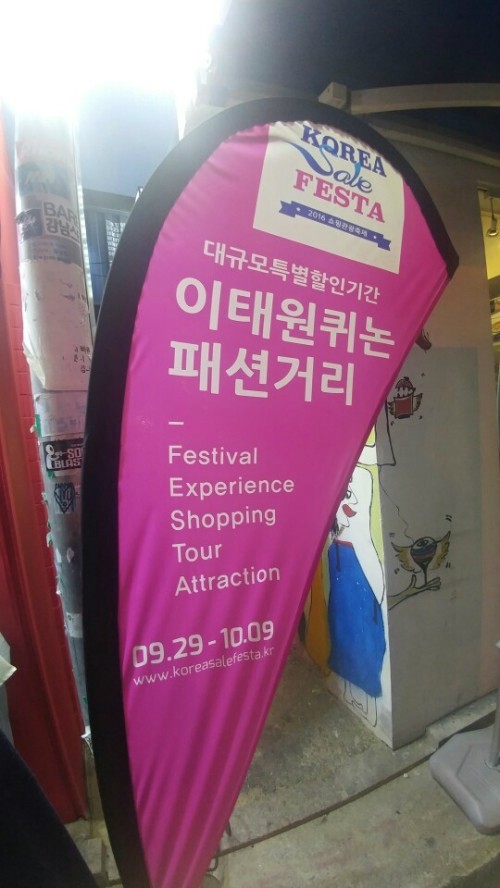 KOREA
Sale
FESTA
2016 쇼핑관광축제
대규모특별할인기간
이태원퀴논
패션거리
Festival
Experience
Shopping
Tour
Attraction
09.29 - 10.09
www.koreasalefesta.kr
BAR